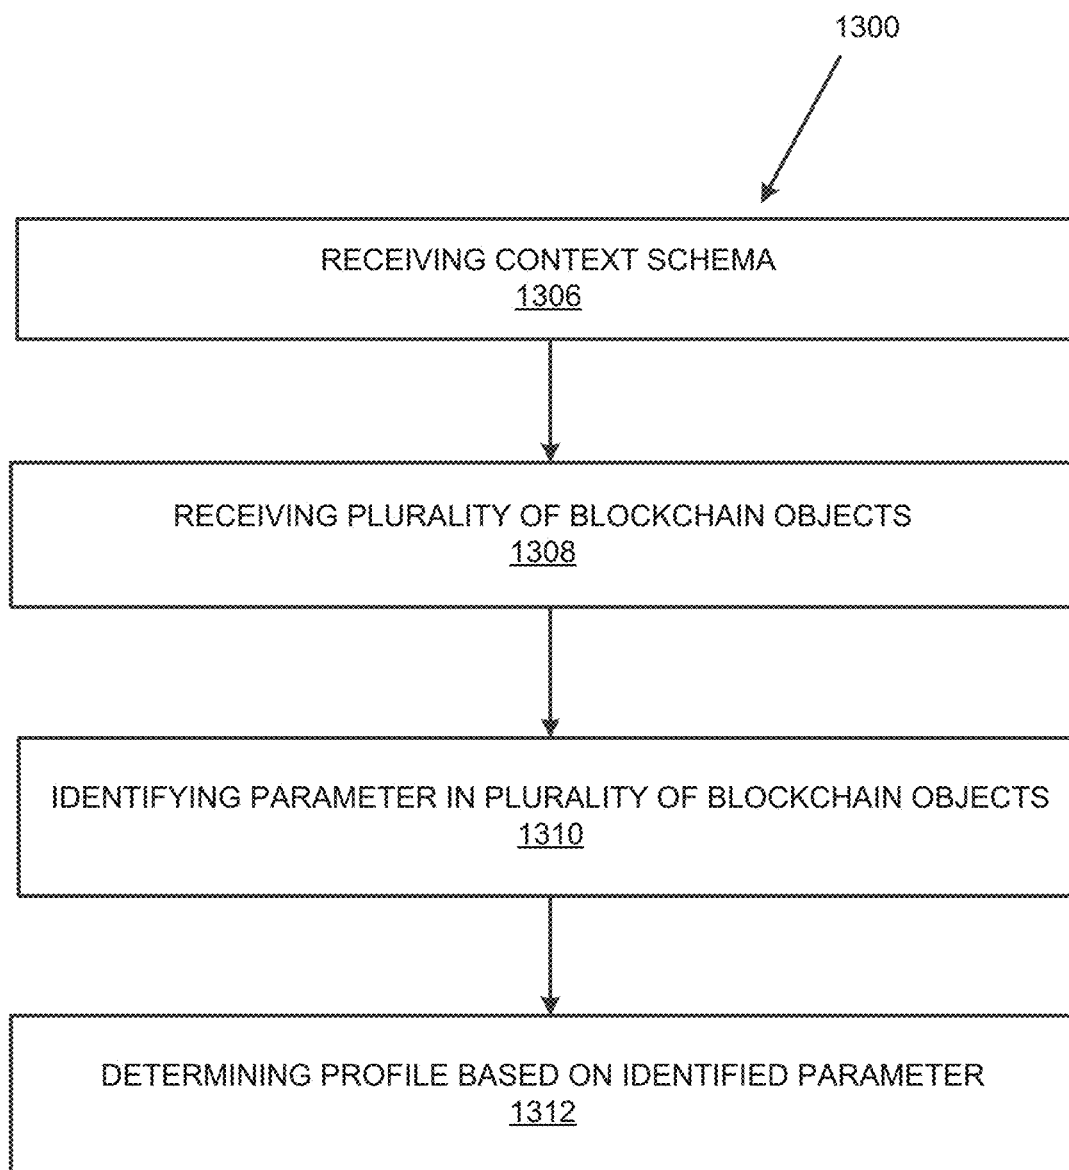 1300
RECEIVING CONTEXT SCHEMA
1306
RECEIVING PLURALITY OF BLOCKCHAIN OBJECTS
1308
IDENTIFYING PARAMETER IN PLURALITY OF BLOCKCHAIN OBJECTS
1310
DETERMINING PROFILE BASED ON IDENTIFIED PARAMETER
1312